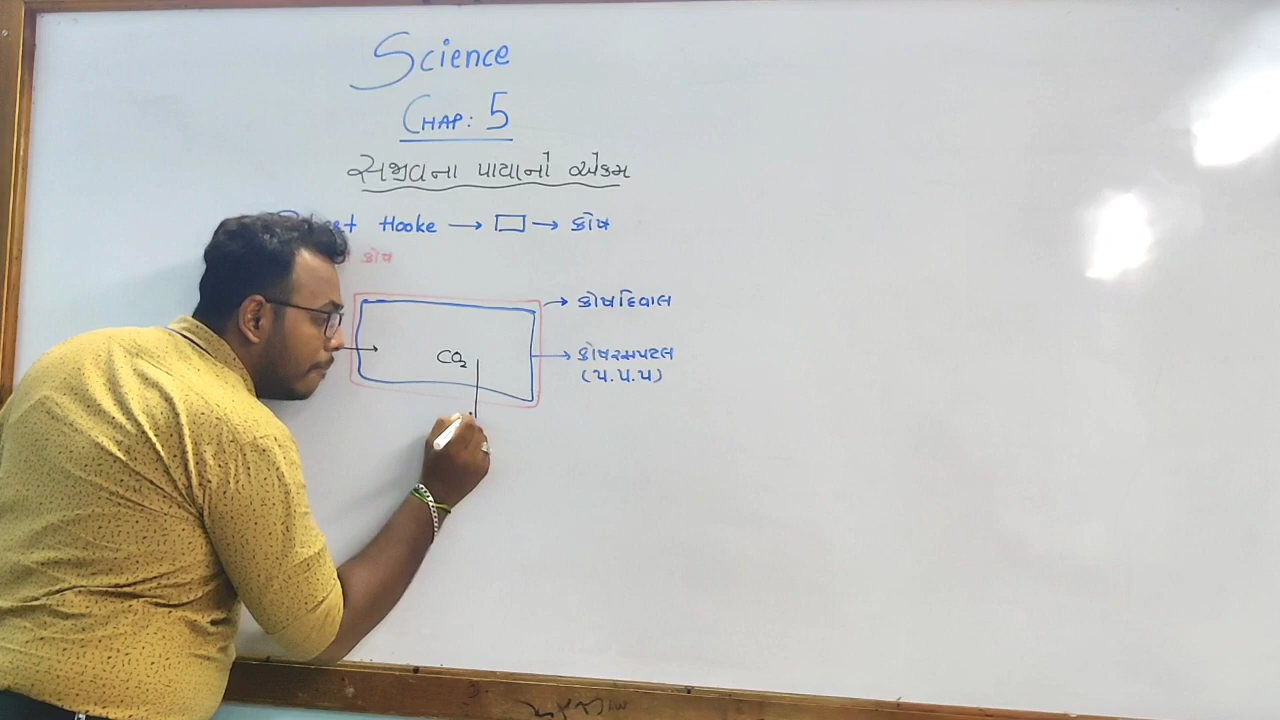 Science
CHAP: 5
સજીવના પાયાનો એકમ
Hooke → □ → કોષ
કોષ
→ કોષદિવાલ
CO₂
→ કોષરસપટલ
(પ.પ.પ)